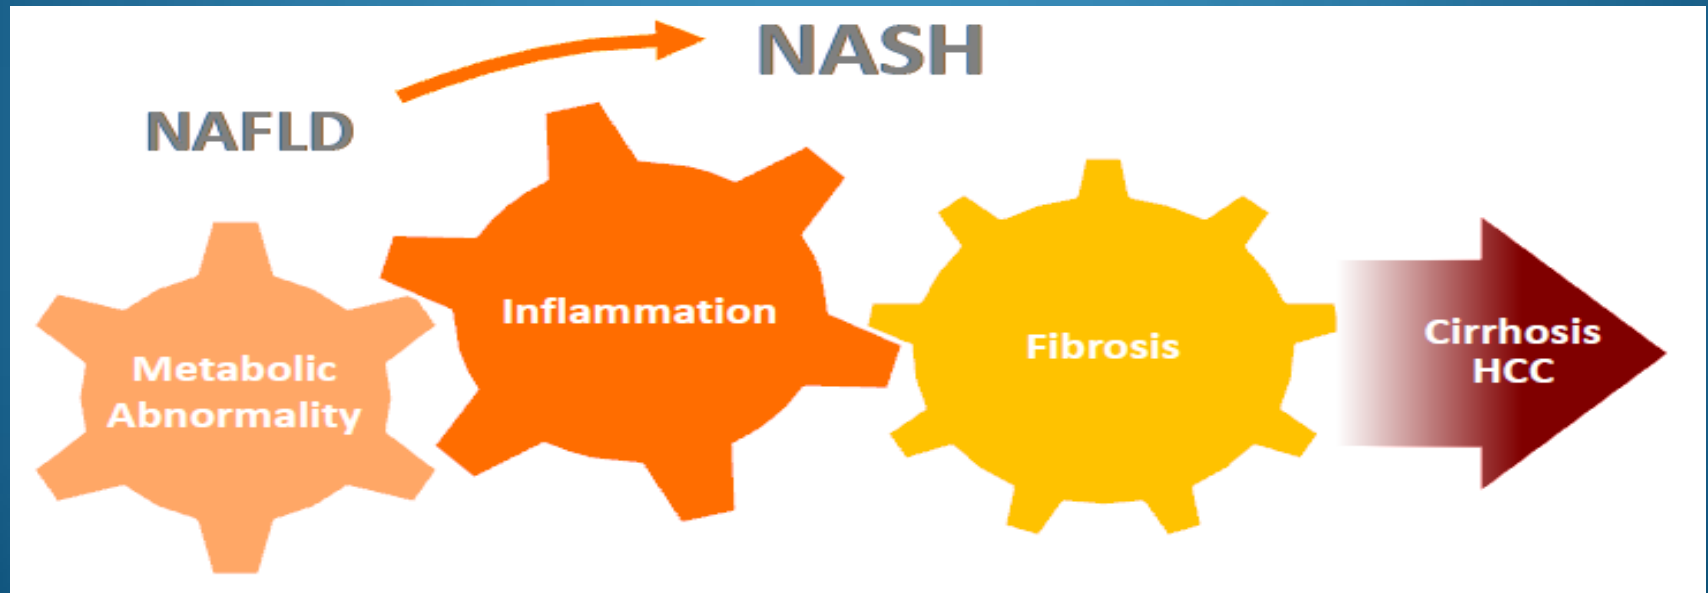 NAFLD
NASH
Metabolic
Abnormality
Inflammation
Fibrosis
Cirrhosis
HCC